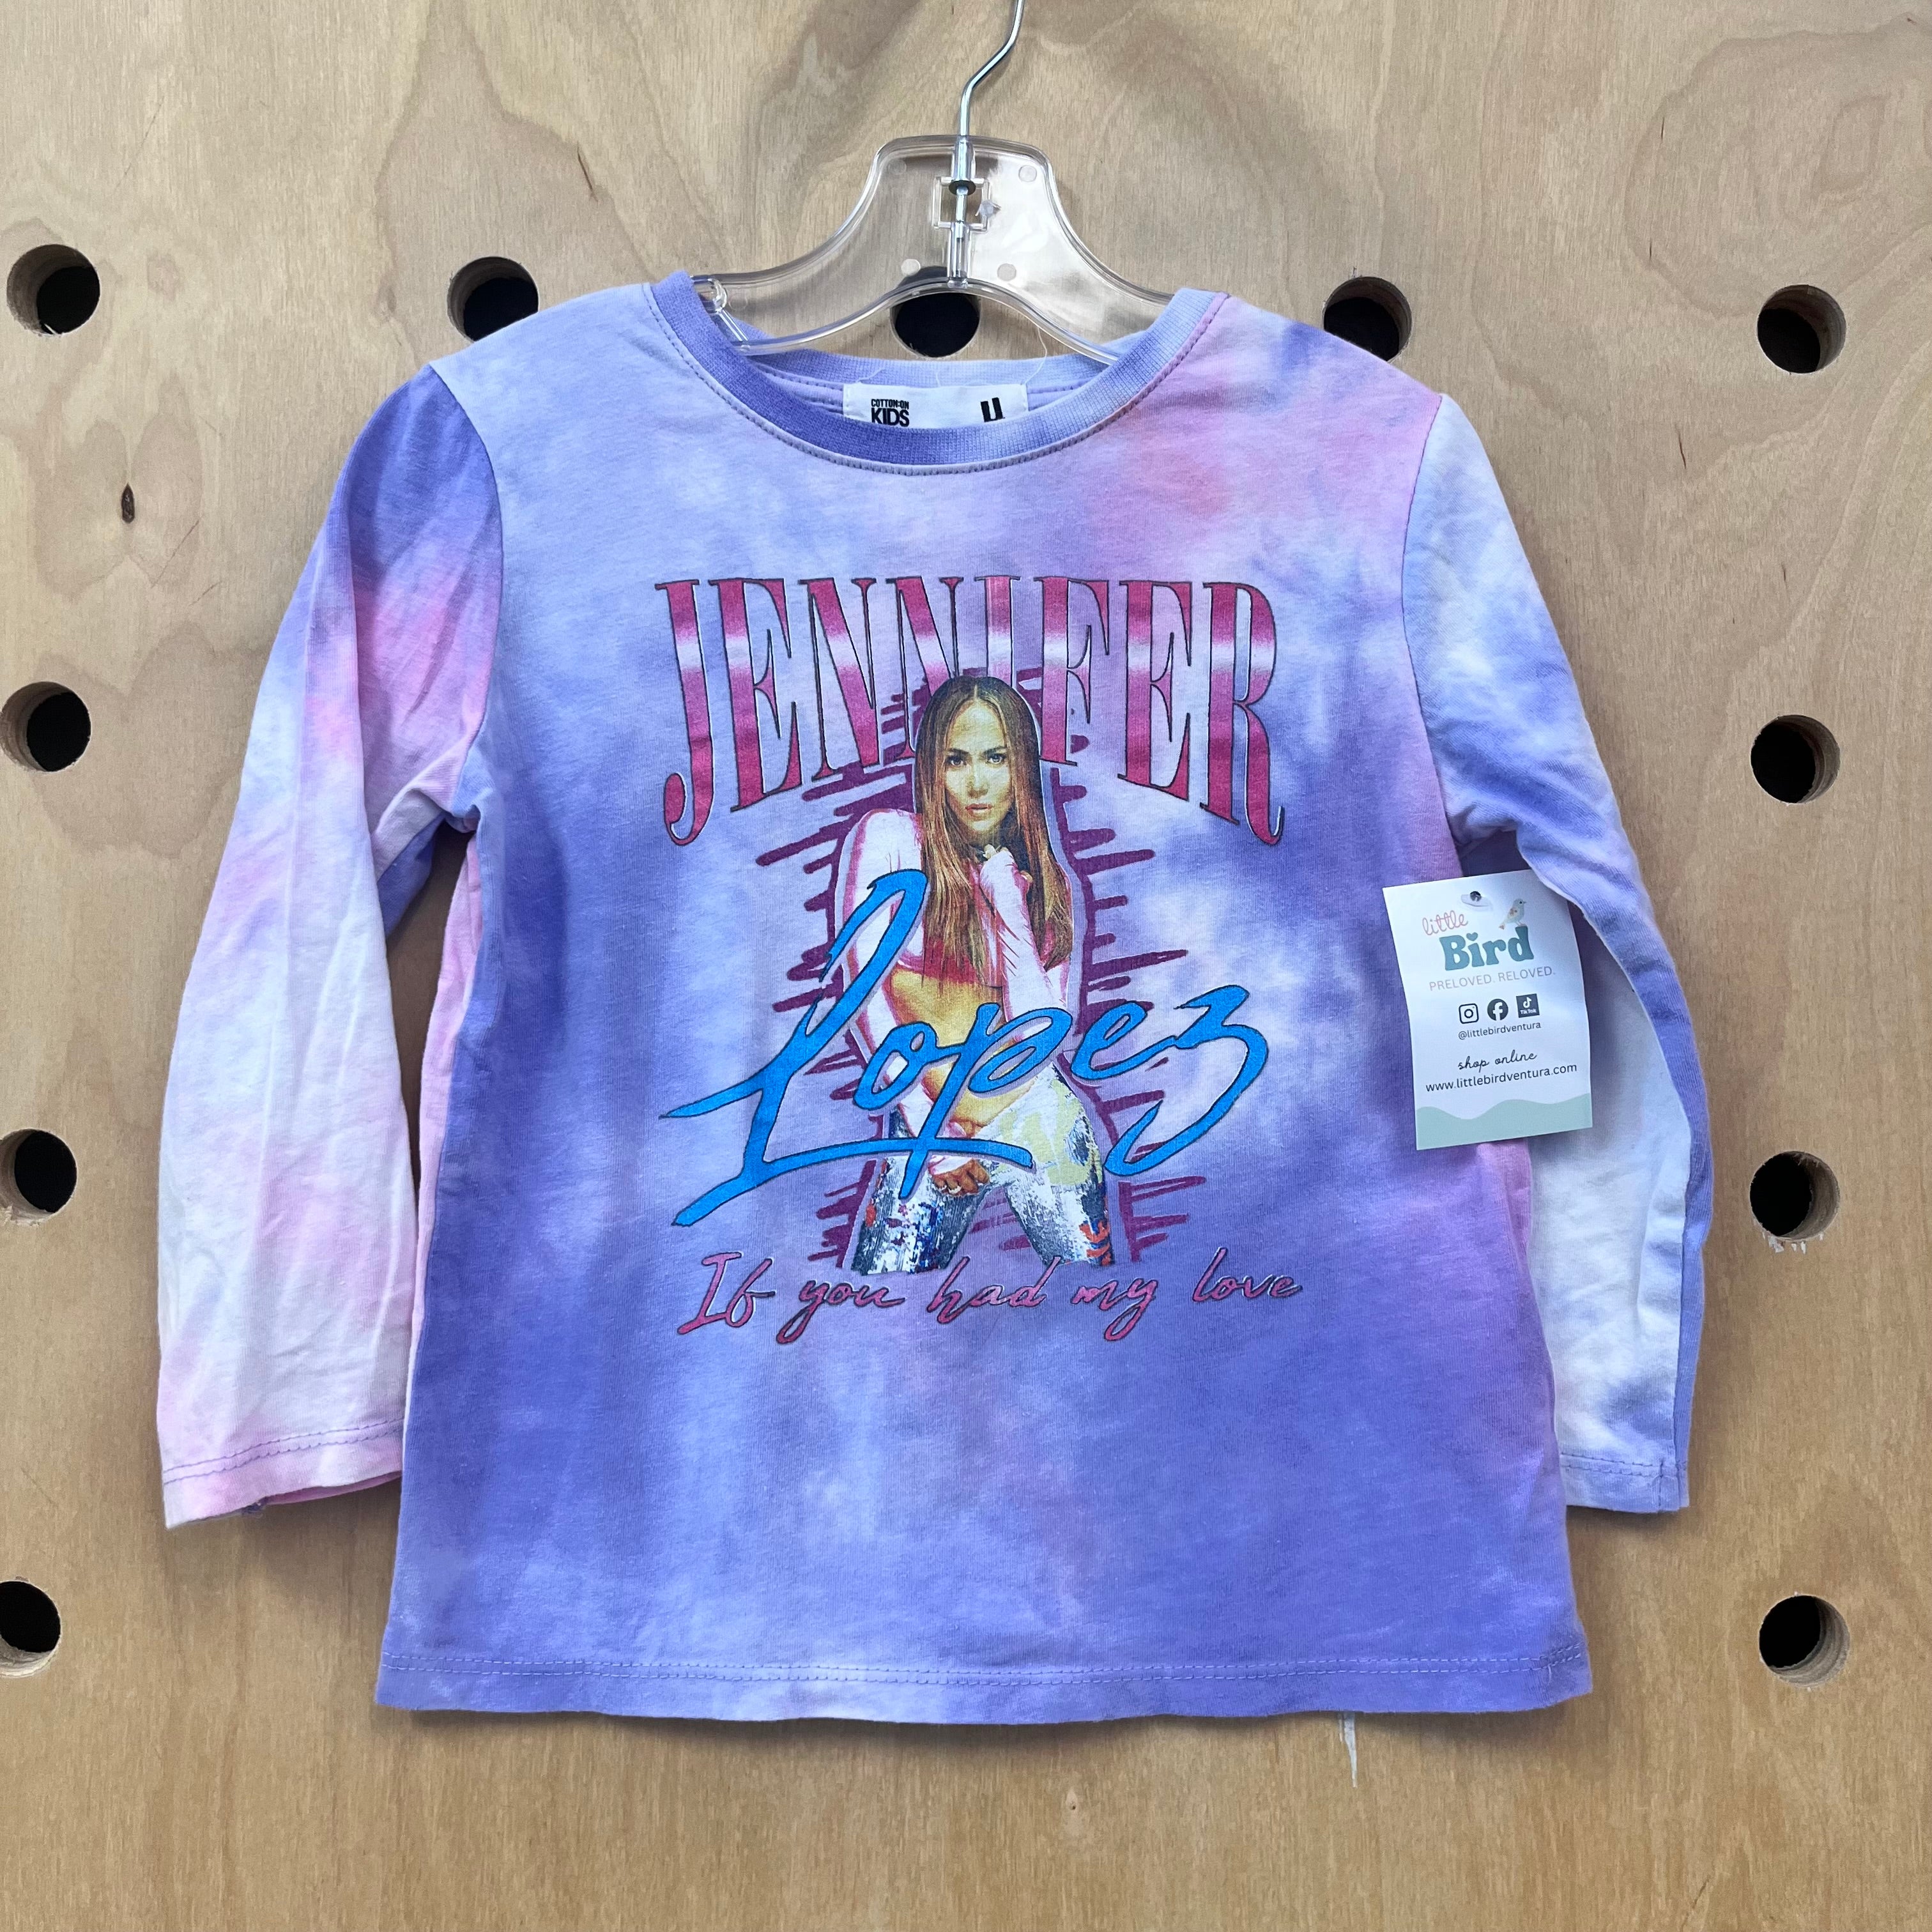 COTTON:ON
KIDS
JENNIFER
Lopez
If you had my love
little
Bird
PRELOVED. RELOVED.
TikTok
@littlebirdventura
shop online
www.littlebirdventura.com